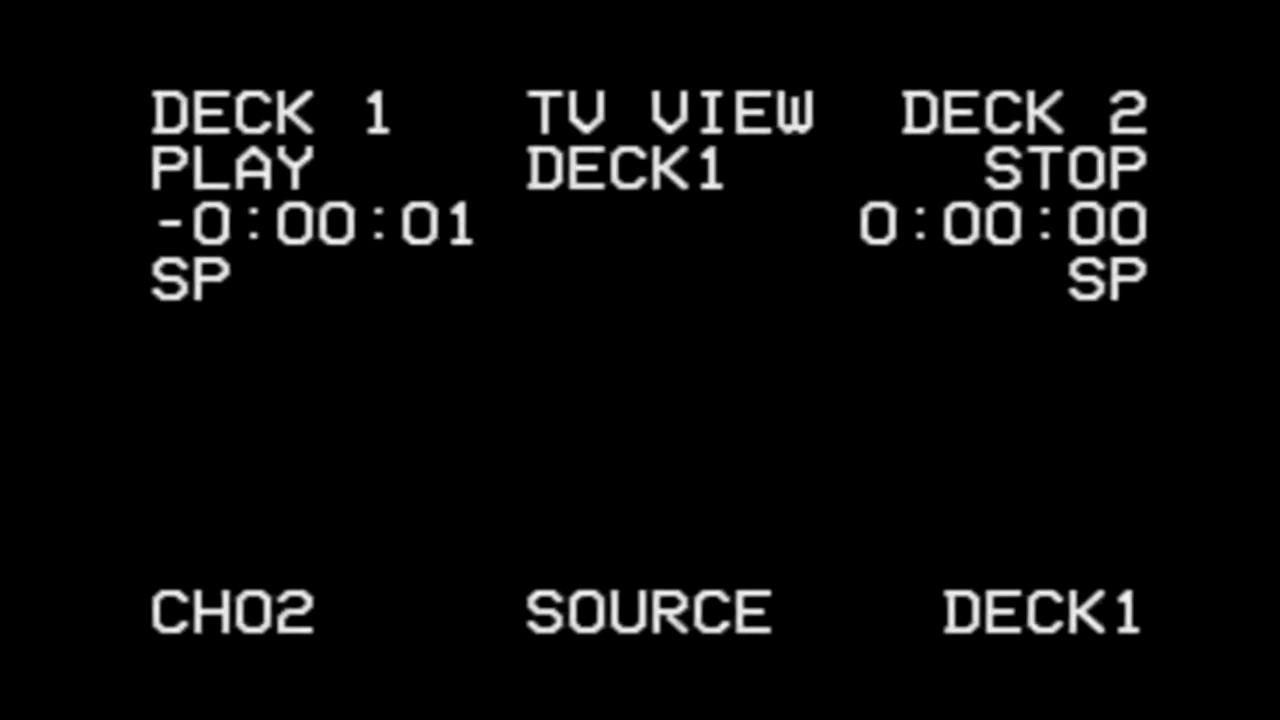 DECK 1 TV VIEW DECK 2
PLAY DECK1 STOP
-0:00:01 0:00:00
SP SP
CH02 SOURCE DECK1